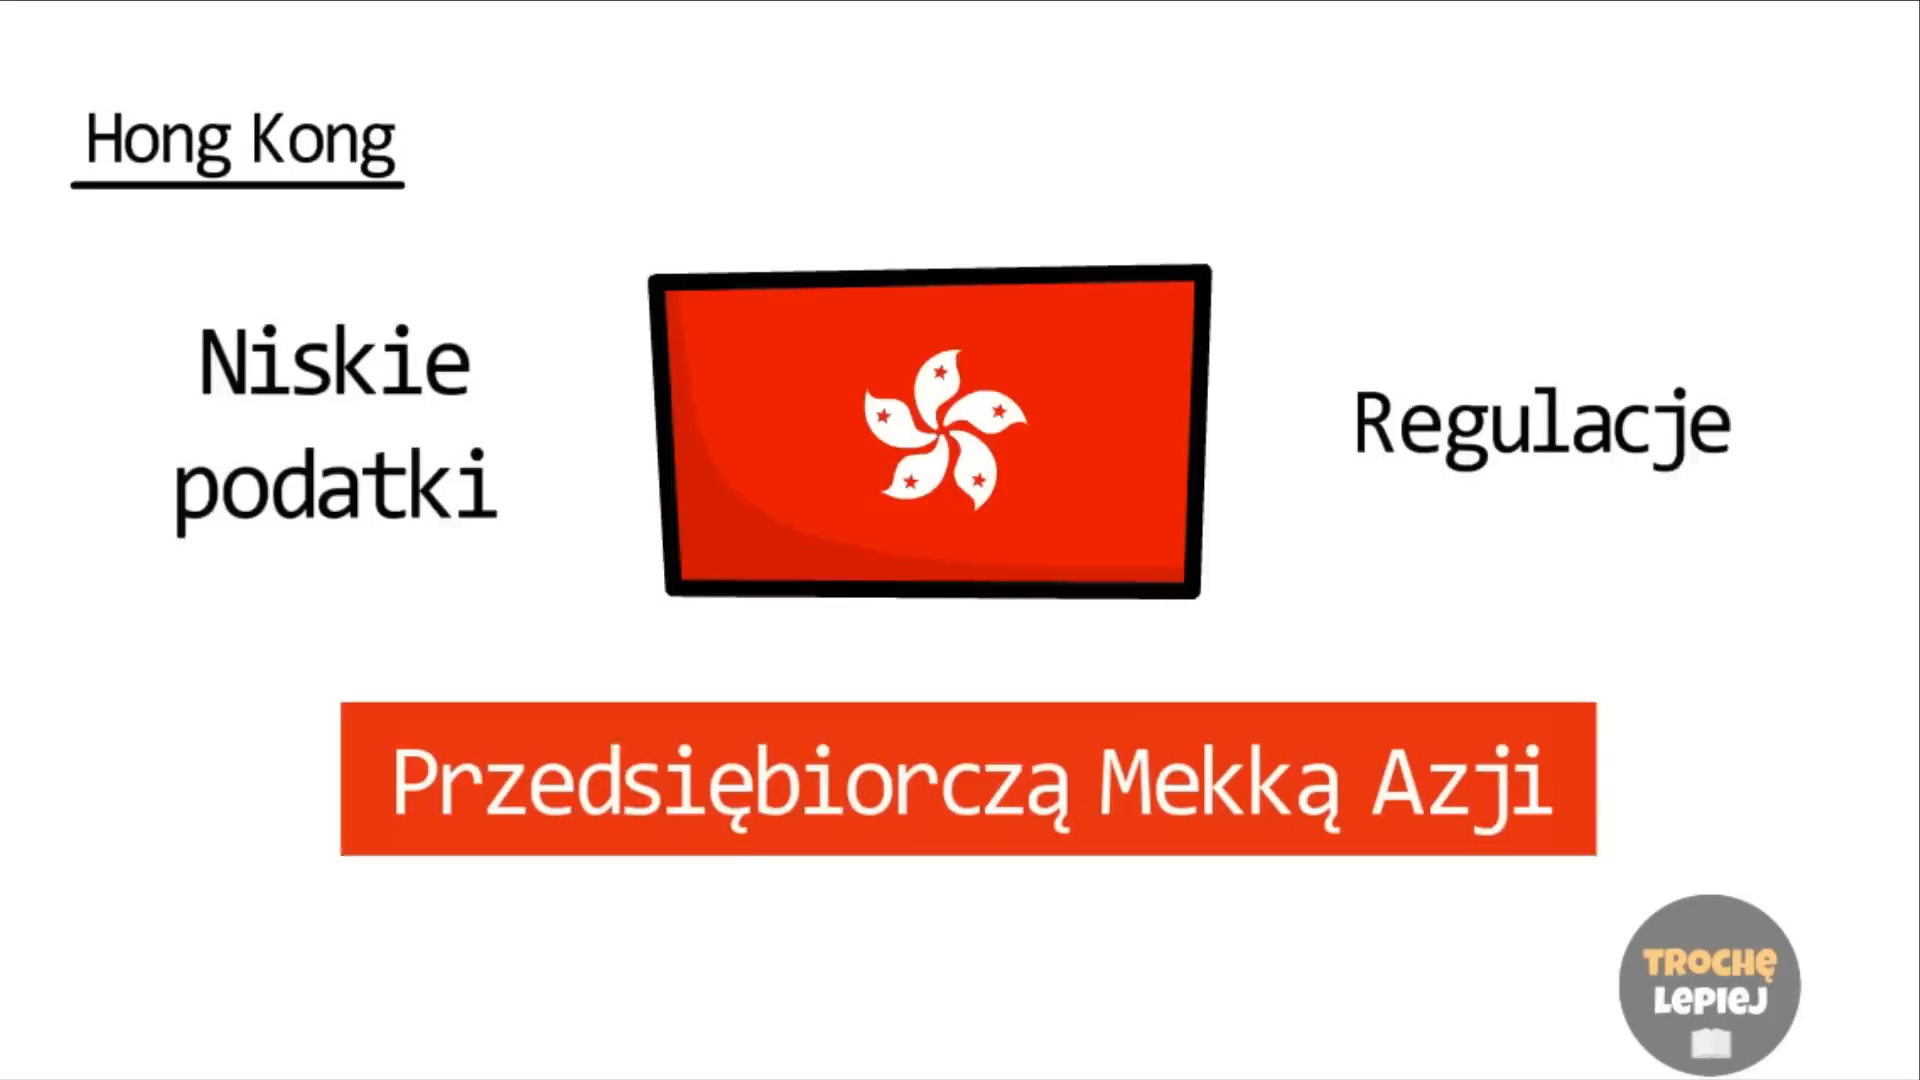 Hong Kong
Niskie
podatki
Regulacje
Przedsiębiorczą Mekką Azji
TROCHĘ
LEPIEJ